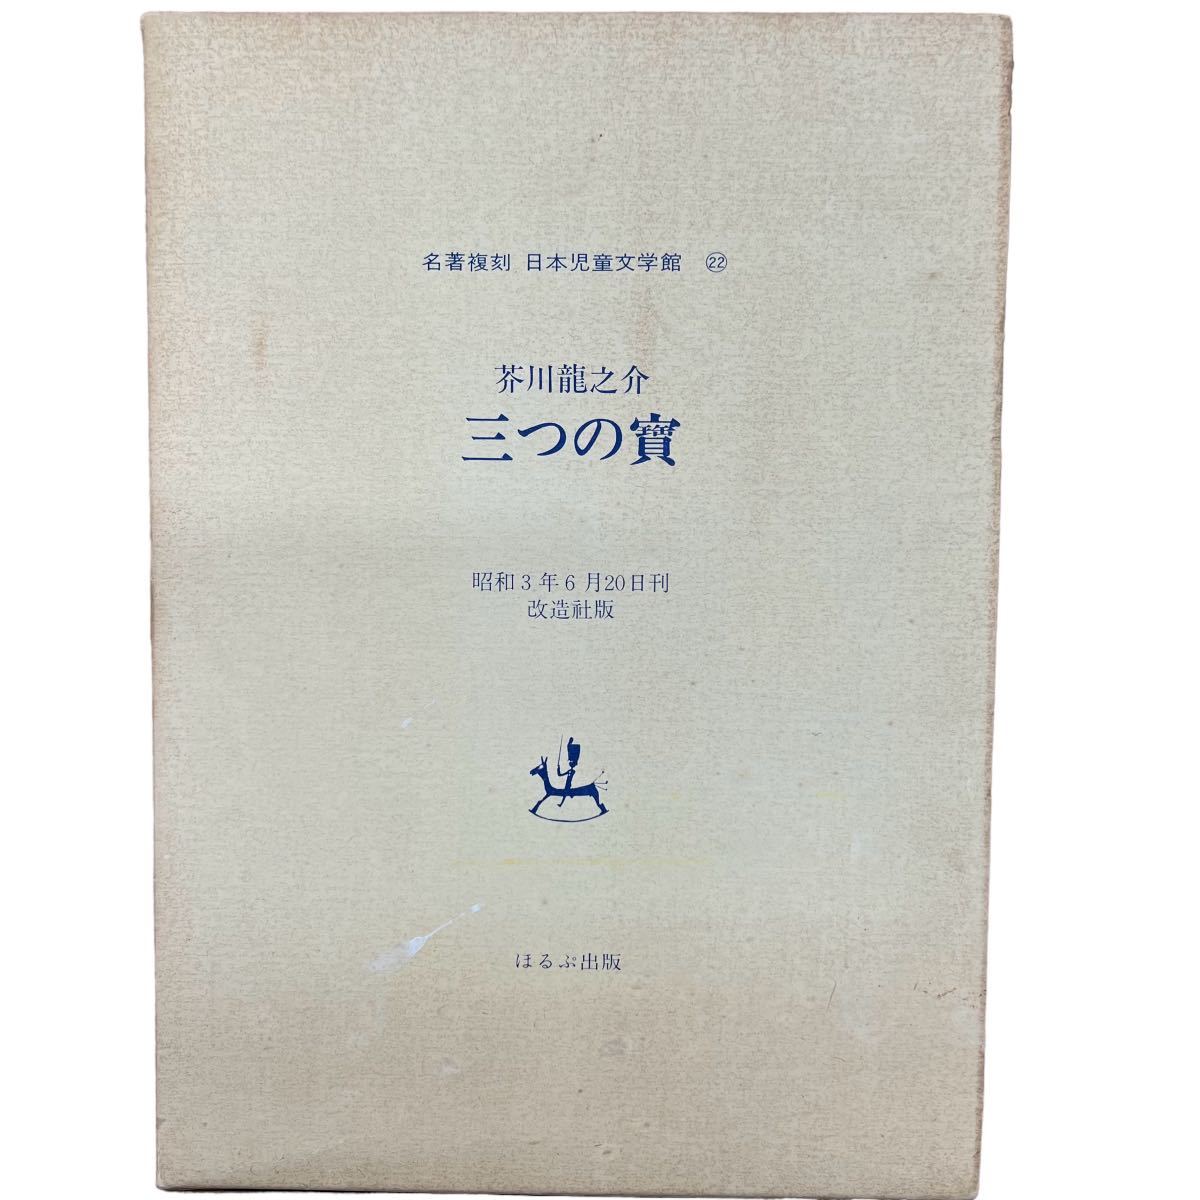 名著複刻 日本児童文学館 ㉒
芥川龍之介
三つの寳
昭和3年6月20日刊
改造社版
ほるぷ出版